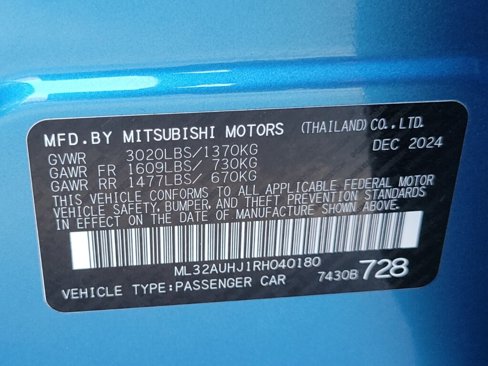 MFD.BY MITSUBISHI MOTORS (THAILAND)CO.,LTD.
GVWR 3020LBS/1370KG DEC 2024
GAWR FR 1609LBS/ 730KG
GAWR RR 1477LBS/ 670KG
THIS VEHICLE CONFORMS TO ALL APPLICABLE FEDERAL MOTOR
VEHICLE SAFETY, BUMPER, AND THEFT PREVENTION STANDARDS
IN EFFECT ON THE DATE OF MANUFACTURE SHOWN ABOVE.
ML32AUHJ1RH040180
VEHICLE TYPE:PASSENGER CAR 7430B 728